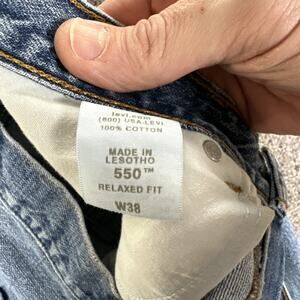 levi.com
(800) USA-LEVI
100% COTTON
MADE IN
LESOTHO
550™
RELAXED FIT
W38